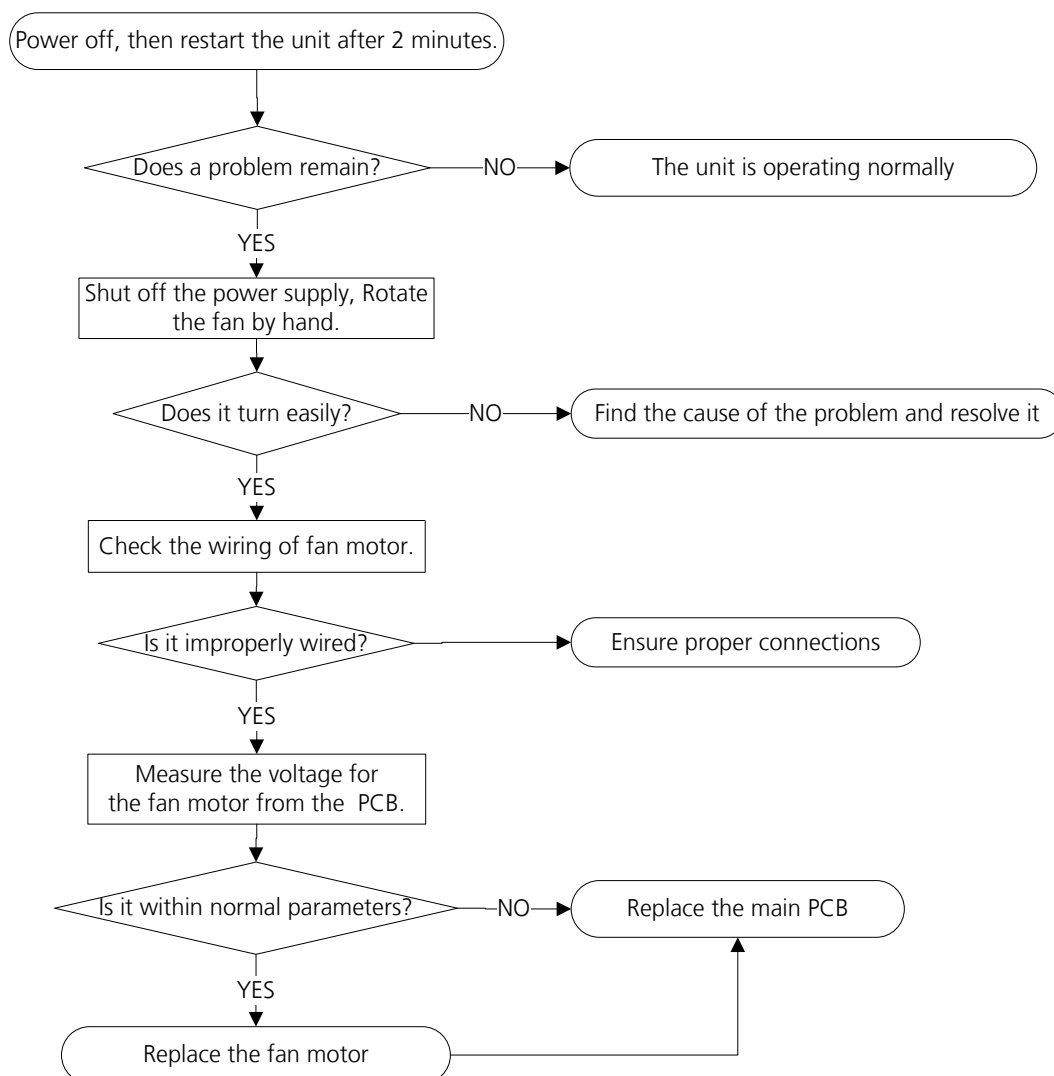 Power off, then restart the unit after 2 minutes.
Does a problem remain?
NO
The unit is operating normally
YES
Shut off the power supply, Rotate
the fan by hand.
Does it turn easily?
NO
Find the cause of the problem and resolve it
YES
Check the wiring of fan motor.
Is it improperly wired?
Ensure proper connections
YES
Measure the voltage for
the fan motor from the PCB.
Is it within normal parameters?
NO
Replace the main PCB
YES
Replace the fan motor